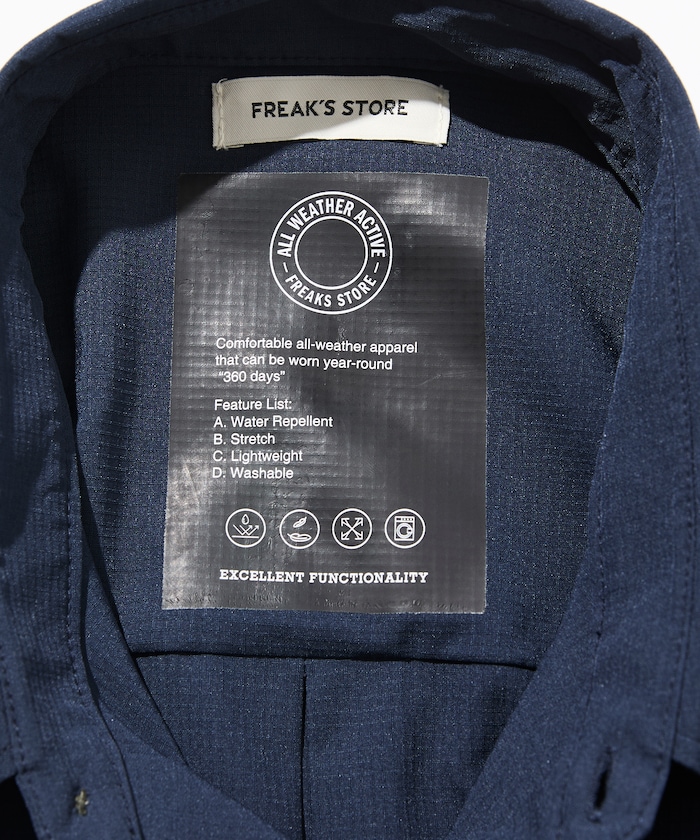 FREAK'S STORE
ALL WEATHER ACTIVE
FREAKS STORE
Comfortable all-weather apparel
that can be worn year-round
"360 days"
Feature List:
A. Water Repellent
B. Stretch
C. Lightweight
D. Washable
EXCELLENT FUNCTIONALITY